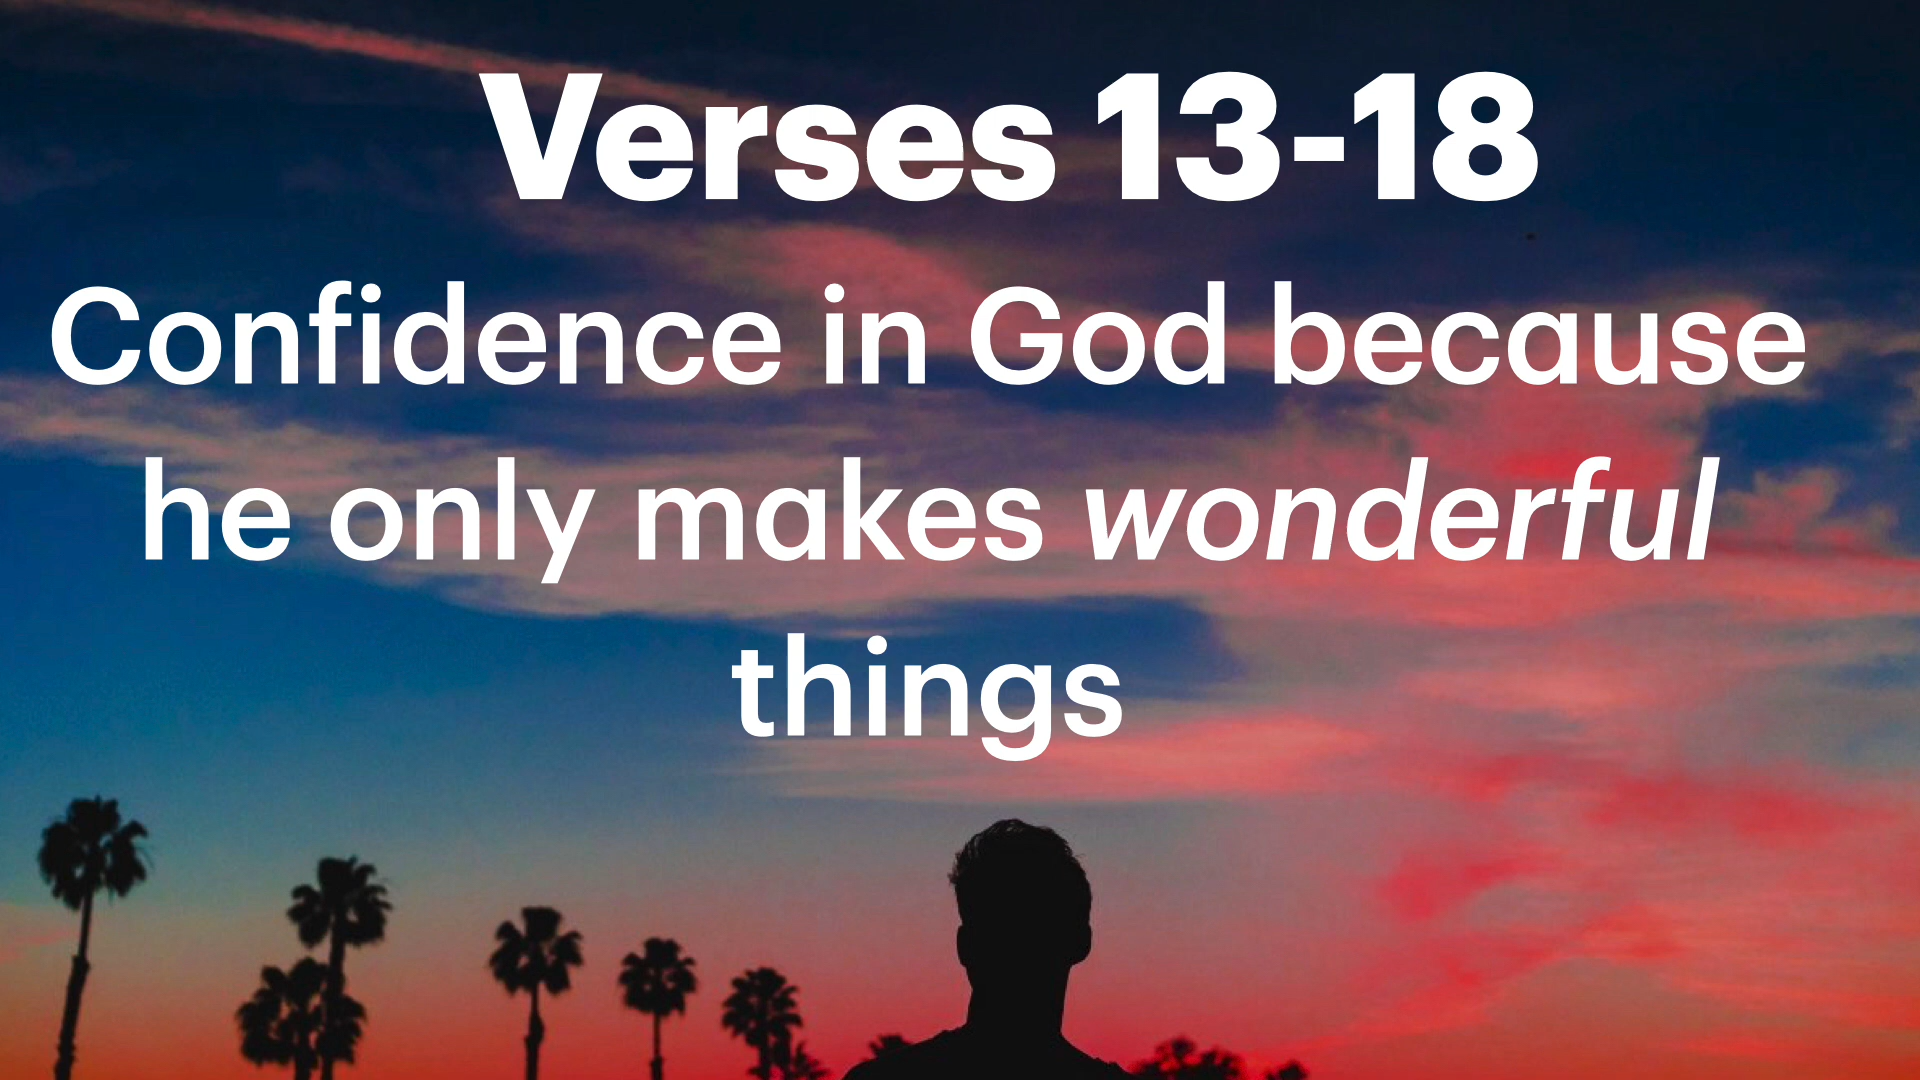 Verses 13-18
Confidence in God because
he only makes wonderful
things